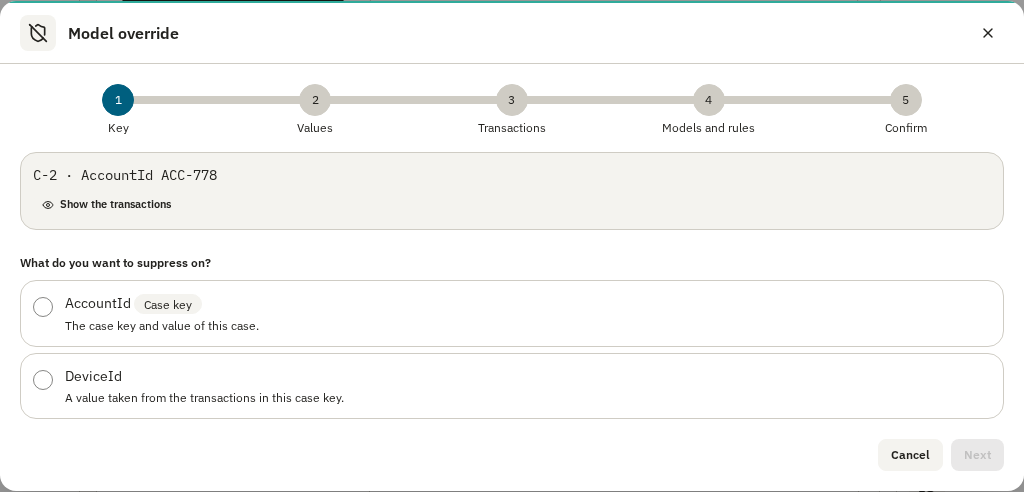 Model override
1
2
3
4
5
Key
Values
Transactions
Models and rules
Confirm
C-2 · AccountId ACC-778
Show the transactions
What do you want to suppress on?
AccountId Case key
The case key and value of this case.
DeviceId
A value taken from the transactions in this case key.
Cancel
Next